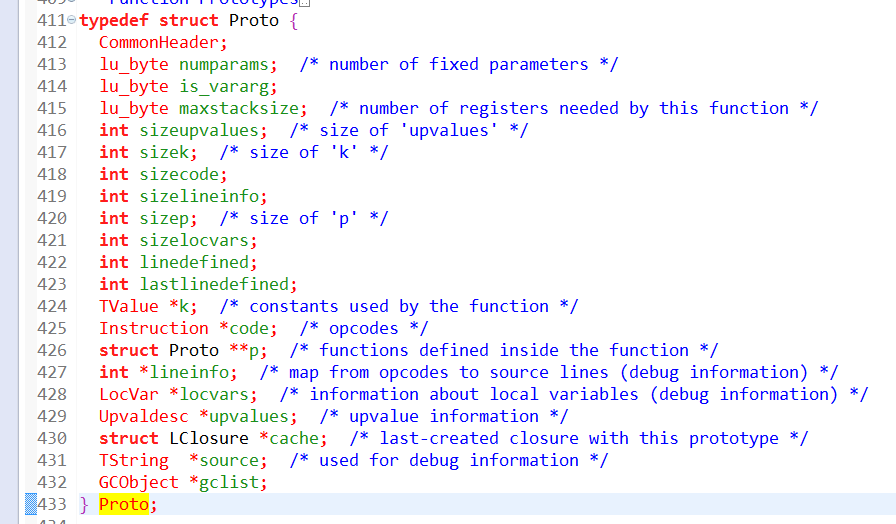 Function Prototypes
411 typedef struct Proto {
412 CommonHeader;
413 lu_byte numparams;  /* number of fixed parameters */
414 lu_byte is_vararg;
415 lu_byte maxstacksize;  /* number of registers needed by this function */
416 int sizeupvalues;  /* size of 'upvalues' */
417 int sizek;  /* size of 'k' */
418 int sizecode;
419 int sizelineinfo;
420 int sizep;  /* size of 'p' */
421 int sizelocvars;
422 int linedefined;
423 int lastlinedefined;
424 TValue *k;  /* constants used by the function */
425 Instruction *code;  /* opcodes */
426 struct Proto **p;  /* functions defined inside the function */
427 int *lineinfo;  /* map from opcodes to source lines (debug information) */
428 LocVar *locvars;  /* information about local variables (debug information) */
429 Upvaldesc *upvalues;  /* upvalue information */
430 struct LClosure *cache;  /* last-created closure with this prototype */
431 TString  *source;  /* used for debug information */
432 GCObject *gclist;
433 } Proto;